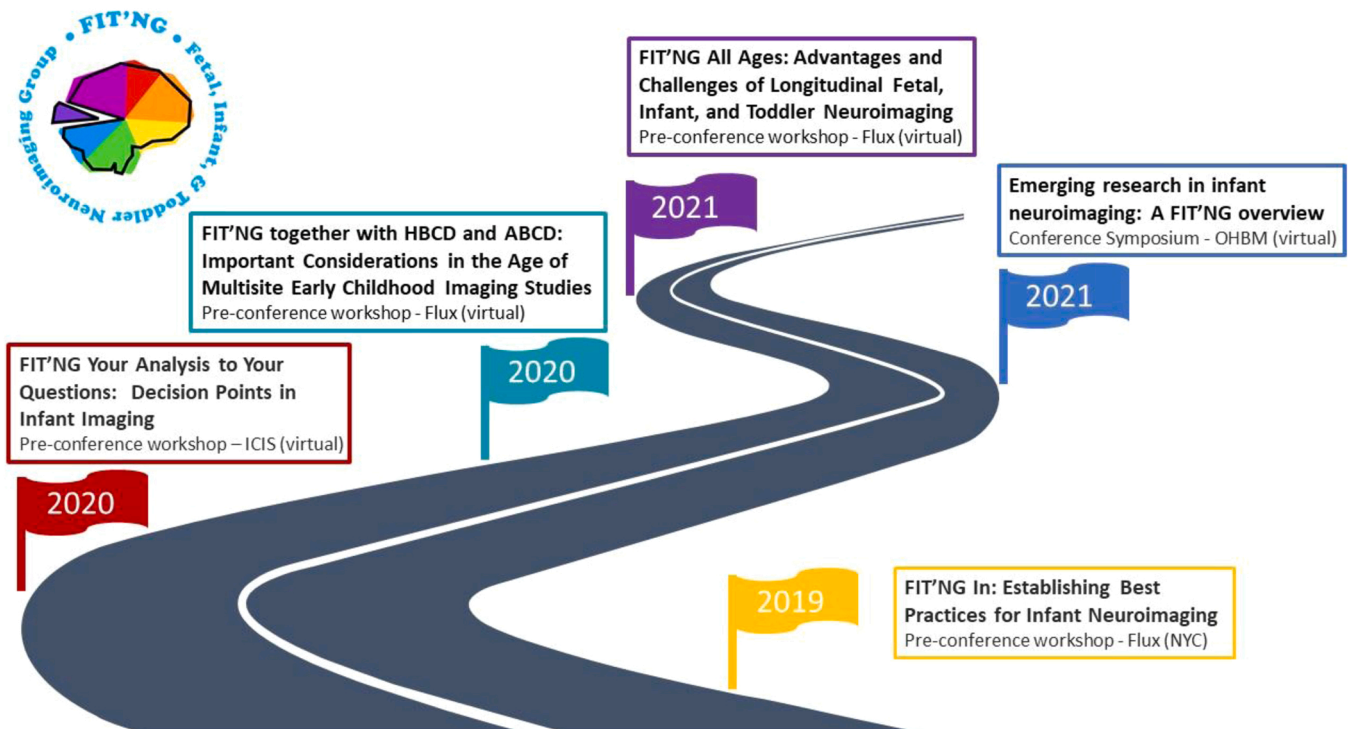 FIT’NG • Fetal, Infant, & Toddler Neuroimaging Group •
FIT’NG All Ages: Advantages and
Challenges of Longitudinal Fetal,
Infant, and Toddler Neuroimaging
Pre-conference workshop - Flux (virtual)
2021
Emerging research in infant
neuroimaging: A FIT’NG overview
Conference Symposium - OHBM (virtual)
2021
FIT’NG together with HBCD and ABCD:
Important Considerations in the Age of
Multisite Early Childhood Imaging Studies
Pre-conference workshop - Flux (virtual)
2020
FIT’NG Your Analysis to Your
Questions:  Decision Points in
Infant Imaging
Pre-conference workshop – ICIS (virtual)
2020
2019
FIT’NG In: Establishing Best
Practices for Infant Neuroimaging
Pre-conference workshop - Flux (NYC)